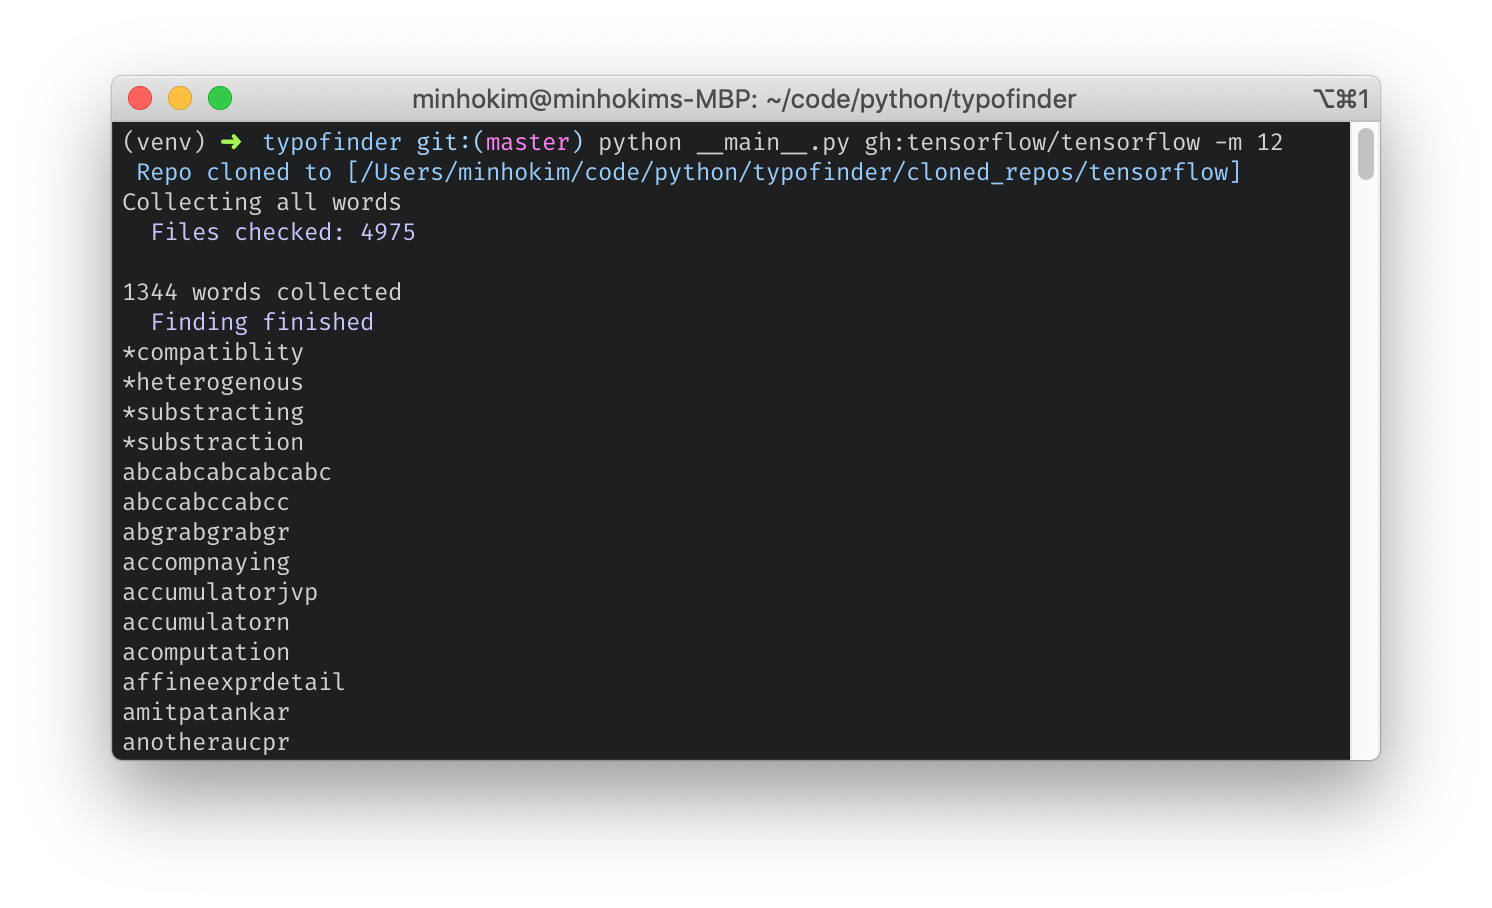 minhokim@minhokims-MBP: ~/code/python/typofinder ⌥⌘1
(venv) ➜ typofinder git:(master) python __main__.py gh:tensorflow/tensorflow -m 12
Repo cloned to [/Users/minhokim/code/python/typofinder/cloned_repos/tensorflow]
Collecting all words
Files checked: 4975
1344 words collected
Finding finished
*compatiblity
*heterogenous
*substracting
*substraction
abcabcabcabcabc
abccabccabcc
abgrabgrabgr
accompnaying
accumulatorjvp
accumulatorn
acomputation
affineexprdetail
amitpatankar
anotheraucpr